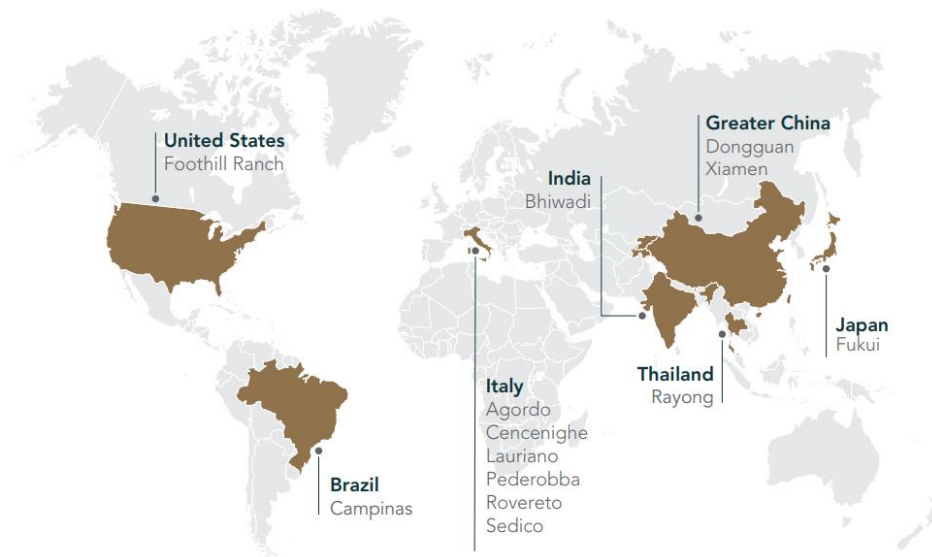 United States
Foothill Ranch
Greater China
Dongguan
Xiamen
India
Bhiwadi
Japan
Fukui
Thailand
Rayong
Italy
Agordo
Cencenighe
Lauriano
Pederobba
Rovereto
Sedico
Brazil
Campinas